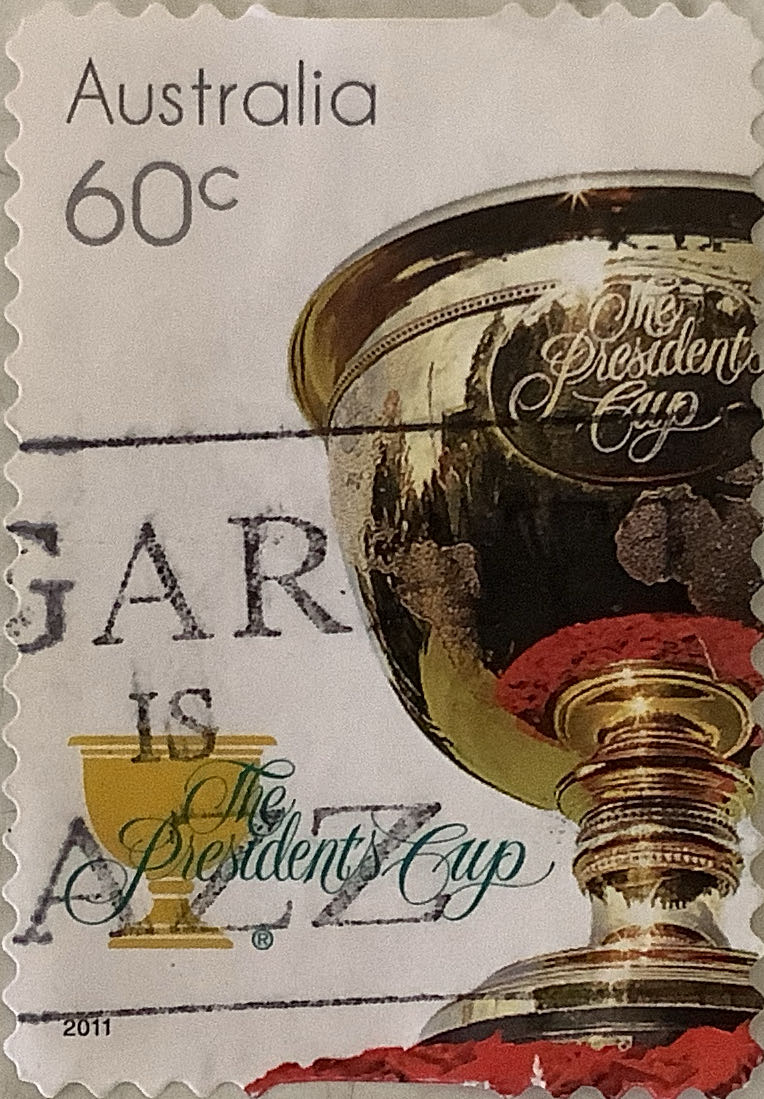 Australia
60c
The
President's
Cup
GAR
IS
The
President's Cup
AZZ
®
2011